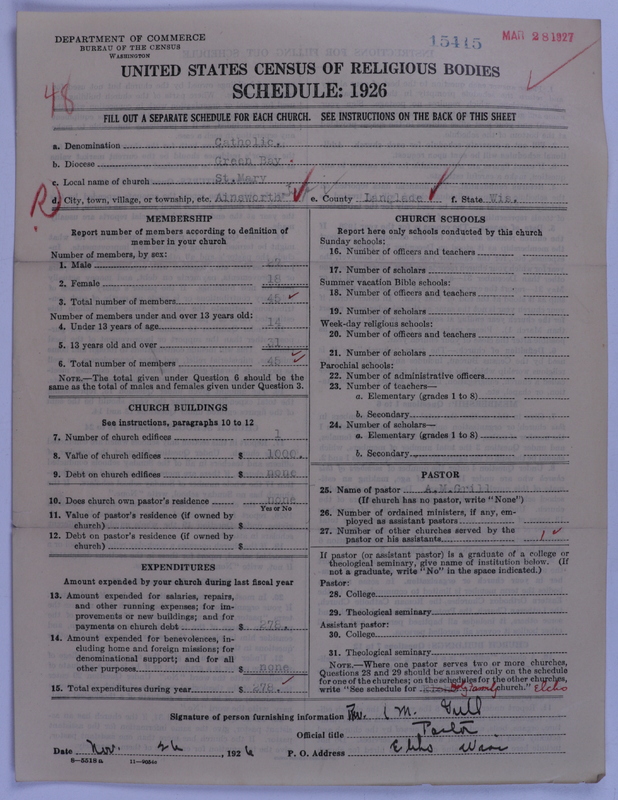 DEPARTMENT OF COMMERCE
BUREAU OF THE CENSUS
WASHINGTON
15415
MAR 28 1927
UNITED STATES CENSUS OF RELIGIOUS BODIES
SCHEDULE: 1926
48
FILL OUT A SEPARATE SCHEDULE FOR EACH CHURCH. SEE INSTRUCTIONS ON THE BACK OF THIS SHEET
a. Denomination Catholic.
b. Diocese Green Bay.
c. Local name of church St.Mary
R
d. City, town, village, or township, etc. Ainsworth e. County Langlade f. State Wis.
MEMBERSHIP
Report number of members according to definition of
member in your church
Number of members, by sex:
1. Male
2. Female 18
3. Total number of members 45
Number of members under and over 13 years old:
4. Under 13 years of age 14
5. 13 years old and over 31
6. Total number of members 45
NOTE.—The total given under Question 6 should be the
same as the total of males and females given under Question 3.
CHURCH BUILDINGS
See instructions, paragraphs 10 to 12
7. Number of church edifices 1
8. Value of church edifices $ 1000.
9. Debt on church edifices $ none
10. Does church own pastor's residence none
Yes or No
11. Value of pastor's residence (if owned by
church) $
12. Debt on pastor's residence (if owned by
church) $
EXPENDITURES
Amount expended by your church during last fiscal year
13. Amount expended for salaries, repairs,
and other running expenses; for im-
provements or new buildings; and for
payments on church debt $ 278.
14. Amount expended for benevolences, in-
cluding home and foreign missions; for
denominational support; and for all
other purposes $ none
15. Total expenditures during year $ 278.
CHURCH SCHOOLS
Report here only schools conducted by this church
Sunday schools:
16. Number of officers and teachers
17. Number of scholars
Summer vacation Bible schools:
18. Number of officers and teachers
19. Number of scholars
Week-day religious schools:
20. Number of officers and teachers
21. Number of scholars
Parochial schools:
22. Number of administrative officers
23. Number of teachers—
a. Elementary (grades 1 to 8)
b. Secondary
24. Number of scholars—
a. Elementary (grades 1 to 8)
b. Secondary
PASTOR
25. Name of pastor A.M.Grill
(If church has no pastor, write "None")
26. Number of ordained ministers, if any, em-
ployed as assistant pastors
27. Number of other churches served by the
pastor or his assistants 1
If pastor (or assistant pastor) is a graduate of a college or
theological seminary, give name of institution below. (If
not a graduate, write "No" in the space indicated.)
Pastor:
28. College
29. Theological seminary
Assistant pastor:
30. College
31. Theological seminary
NOTE.—Where one pastor serves two or more churches,
Questions 28 and 29 should be answered only on the schedule
for one of the churches; on the schedules for the other churches,
write "See schedule for Holy Family church." Elcho
Signature of person furnishing information Rev. M. Grill
Official title Pastor
Date Nov. 26, 1926 P. O. Address Elcho Wis
8—5518a 11—9054a